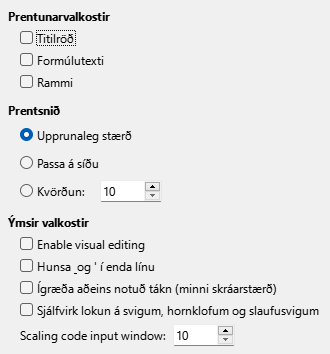 Prentunarvalkostir
Titilröð
Formúlutexti
Rammi
Prentsnið
Upprunaleg stærð
Passa á síðu
Kvörðun: 10
Ýmsir valkostir
Enable visual editing
Hunsa _og ' í enda línu
Ígræða aðeins notuð tákn (minni skráarstærð)
Sjálfvirk lokun á svigum, hornklofum og slaufusvigum
Scaling code input window: 10